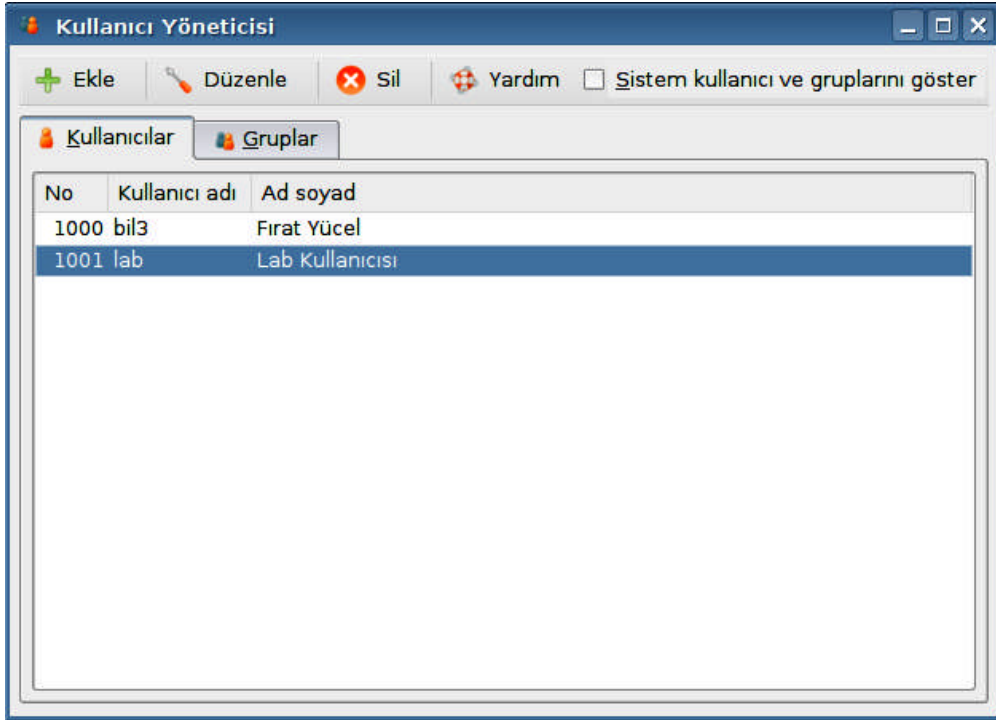 Kullanıcı Yöneticisi
Ekle Düzenle Sil Yardım Sistem kullanıcı ve gruplarını göster
Kullanıcılar Gruplar
No Kullanıcı adı Ad soyad
1000 bil3 Fırat Yücel
1001 lab Lab Kullanıcısı